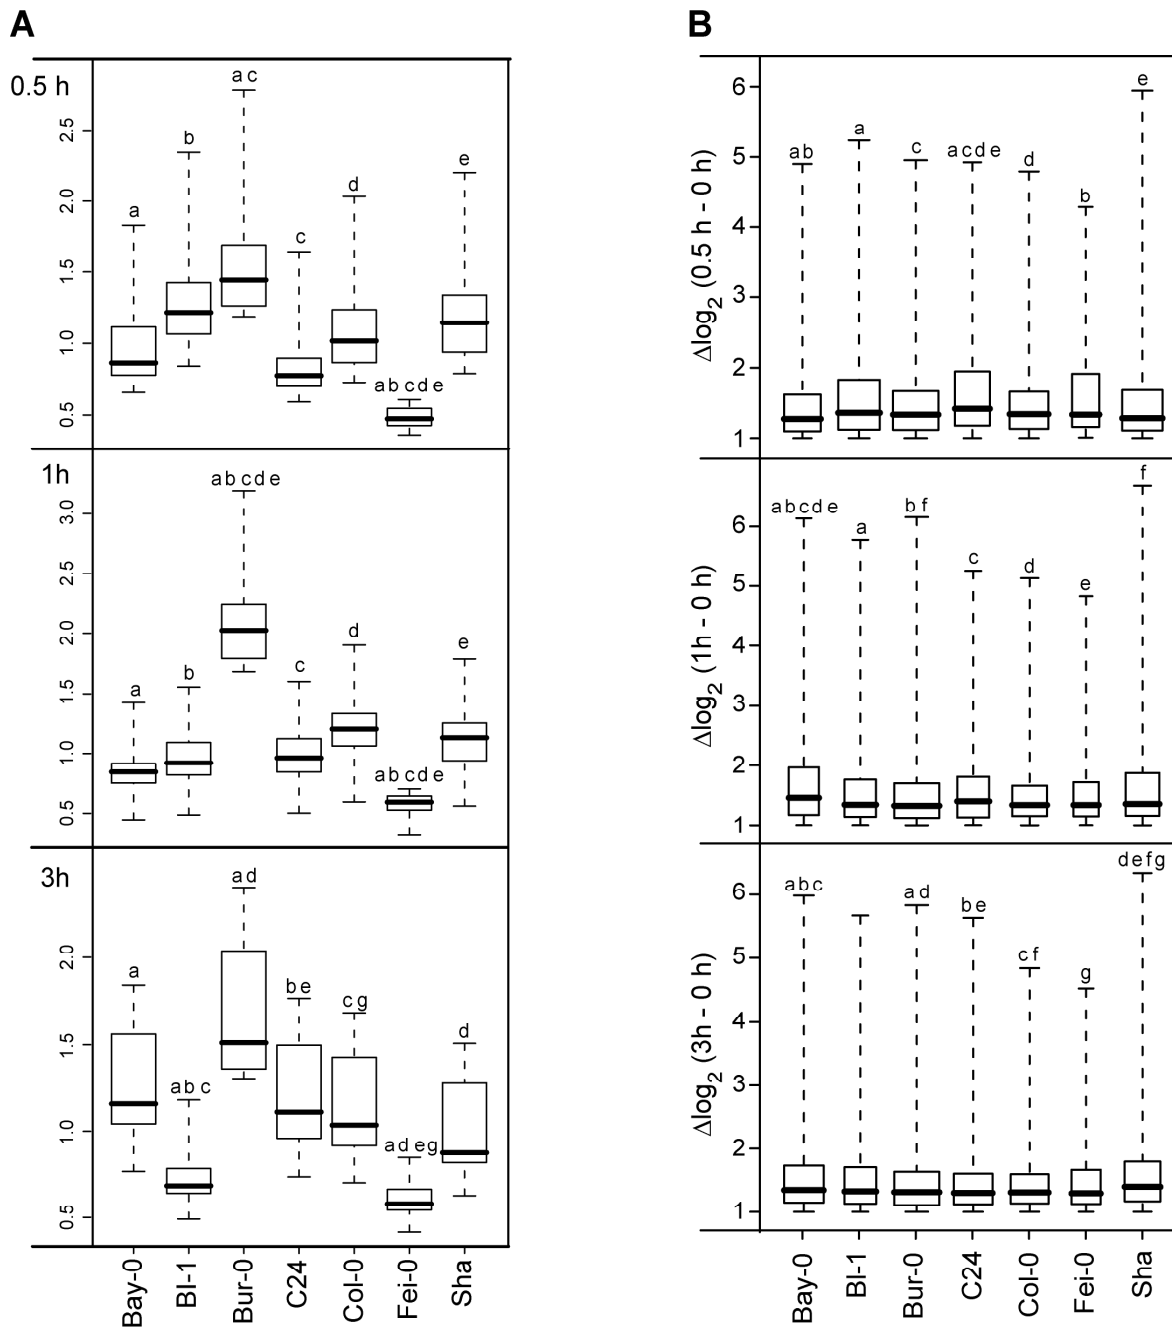 A
0.5 h
2.5
2.0
1.5
1.0
0.5
a
b
a c
c
d
a b c d e
e
1h
3.0
2.5
2.0
1.5
1.0
0.5
a
b
a b c d e
c
d
a b c d e
e
3h
2.0
1.5
1.0
0.5
a
a b c
a d
b e
c g
a d e g
d
Bay-0
Bl-1
Bur-0
C24
Col-0
Fei-0
Sha
B
Δlog2 (0.5 h - 0 h)
6
5
4
3
2
1
a b
a
c
a c d e
d
b
e
Δlog2 (1h - 0 h)
6
5
4
3
2
1
a b c d e
a
b f
c
d
e
f
Δlog2 (3h - 0 h)
6
5
4
3
2
1
a b c
a d
b e
c f
g
d e f g
Bay-0
Bl-1
Bur-0
C24
Col-0
Fei-0
Sha